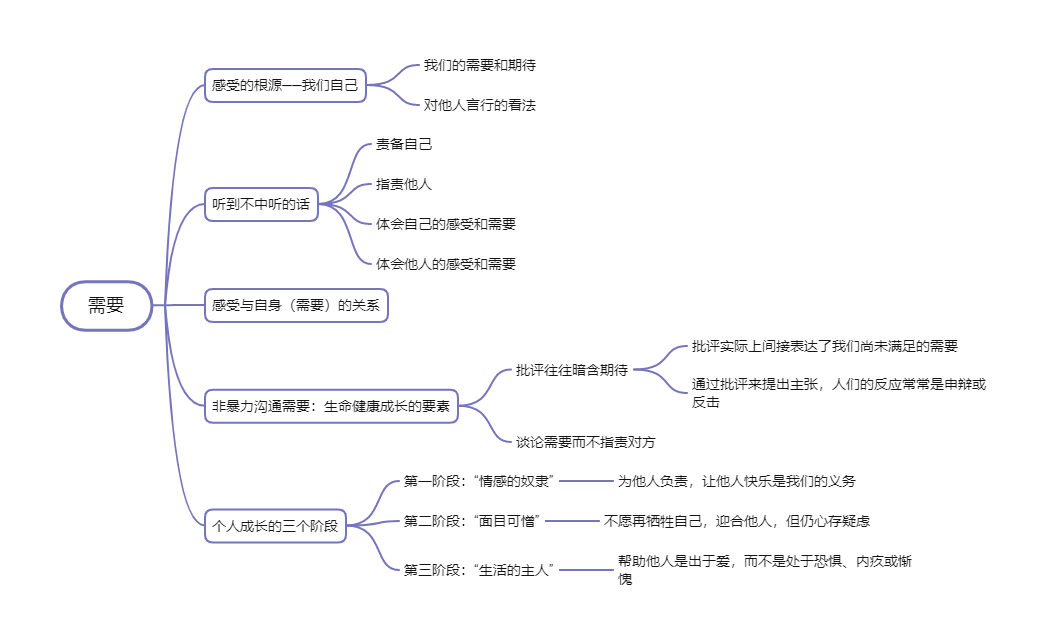 需要
感受的根源——我们自己
我们的需要和期待
对他人言行的看法
听到不中听的话
责备自己
指责他人
体会自己的感受和需要
体会他人的感受和需要
感受与自身（需要）的关系
非暴力沟通需要：生命健康成长的要素
批评往往暗含期待
批评实际上间接表达了我们尚未满足的需要
通过批评来提出主张，人们的反应常常是申辩或
反击
谈论需要而不指责对方
个人成长的三个阶段
第一阶段：“情感的奴隶”
为他人负责，让他人快乐是我们的义务
第二阶段：“面目可憎”
不愿再牺牲自己，迎合他人，但仍心存疑虑
第三阶段：“生活的主人”
帮助他人是出于爱，而不是处于恐惧、内疚或惭
愧